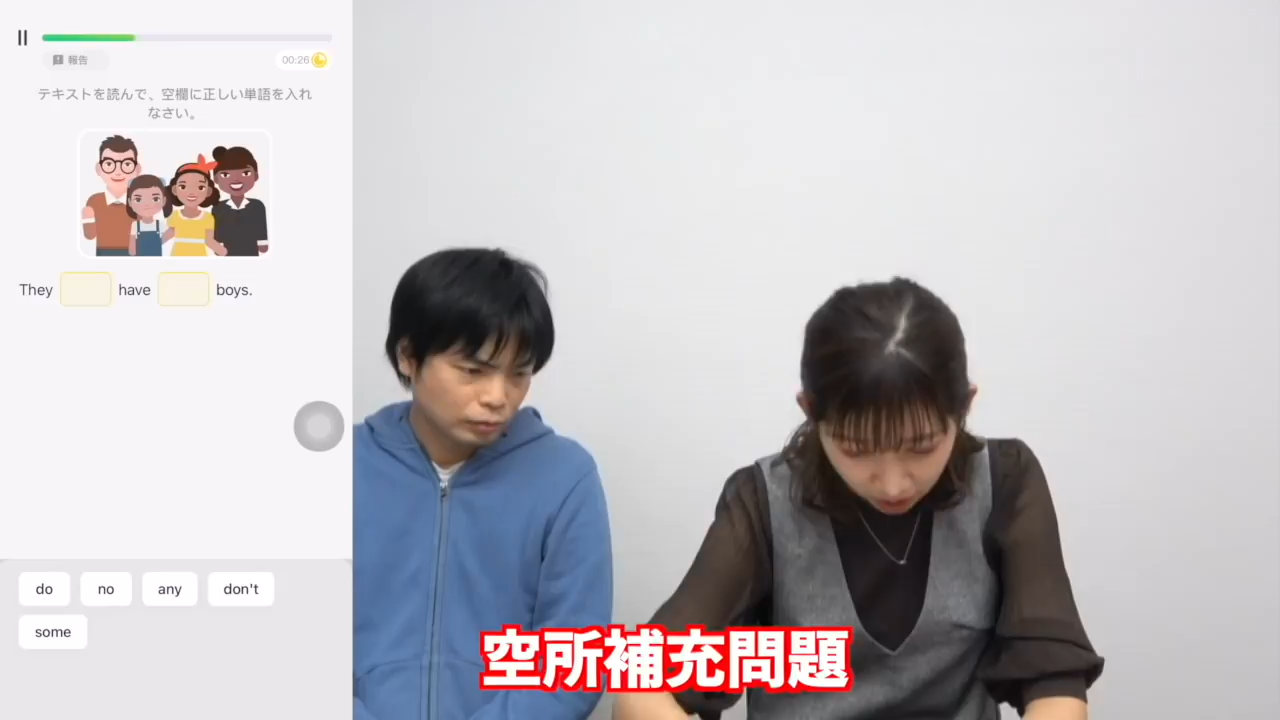 報告
00:26
テキストを読んで、空欄に正しい単語を入れ
なさい。
They have boys.
do no any don't
some
空所補充問題